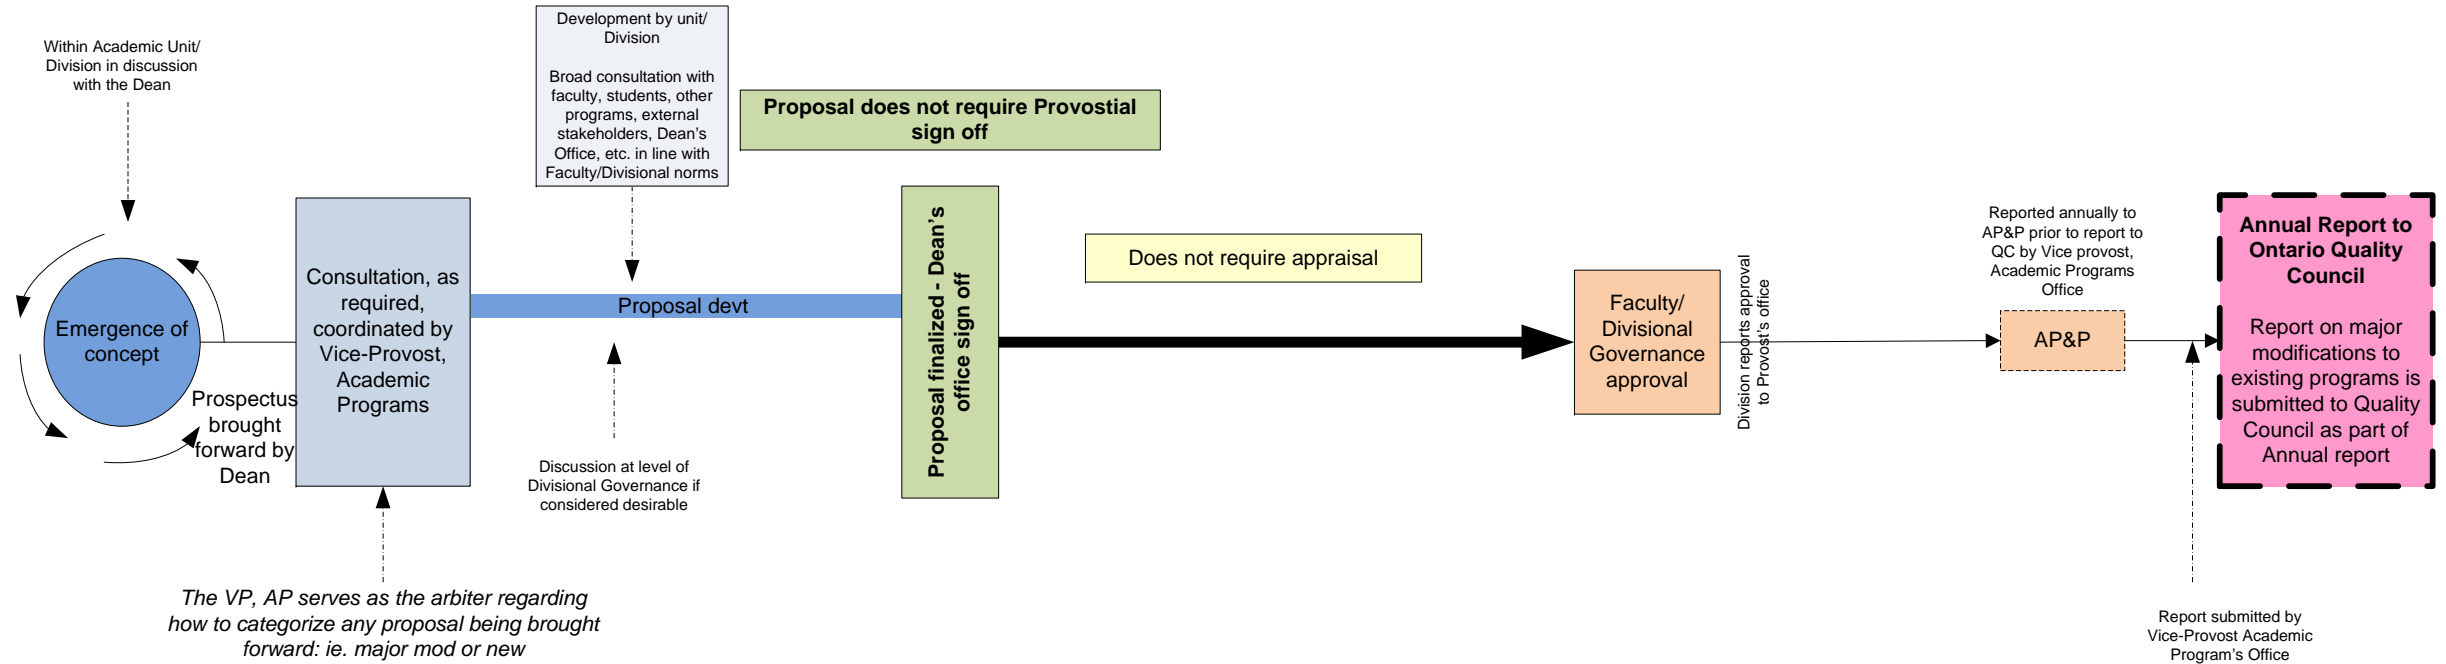 Within Academic Unit/
Division in discussion
with the Dean
Emergence of
concept
Prospectus
brought
forward by
Dean
Consultation, as
required,
coordinated by
Vice-Provost,
Academic
Programs
The VP, AP serves as the arbiter regarding
how to categorize any proposal being brought
forward: ie. major mod or new
Development by unit/
Division
Broad consultation with
faculty, students, other
programs, external
stakeholders, Dean's
Office, etc. in line with
Faculty/Divisional norms
Proposal devt
Discussion at level of
Divisional Governance if
considered desirable
Proposal does not require Provostial
sign off
Proposal finalized - Dean's
office sign off
Does not require appraisal
Faculty/
Divisional
Governance
approval
Division reports approval
to Provost's office
Reported annually to
AP&P prior to report to
QC by Vice provost,
Academic Programs
Office
AP&P
Annual Report to
Ontario Quality
Council
Report on major
modifications to
existing programs is
submitted to Quality
Council as part of
Annual report
Report submitted by
Vice-Provost Academic
Program's Office